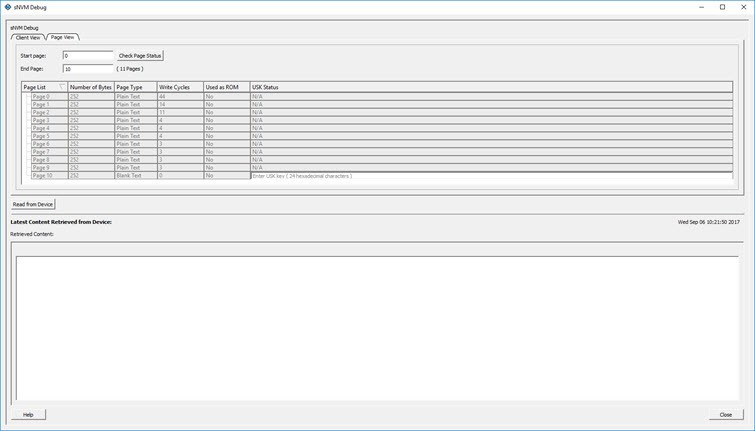 sNVM Debug
sNVM Debug
Client View Page View
Start page: 0 Check Page Status
End Page: 10 ( 11 Pages )
Page List Number of Bytes Page Type Write Cycles Used as ROM USK Status
Page 0 252 Plain Text 44 No N/A
Page 1 252 Plain Text 14 No N/A
Page 2 252 Plain Text 11 No N/A
Page 3 252 Plain Text 4 No N/A
Page 4 252 Plain Text 4 No N/A
Page 5 252 Plain Text 4 No N/A
Page 6 252 Plain Text 3 No N/A
Page 7 252 Plain Text 3 No N/A
Page 8 252 Plain Text 3 No N/A
Page 9 252 Plain Text 3 No N/A
Page 10 252 Blank Text 0 No Enter USK key ( 24 hexadecimal characters )
Read from Device
Latest Content Retrieved from Device: Wed Sep 06 10:21:50 2017
Retrieved Content:
Help Close